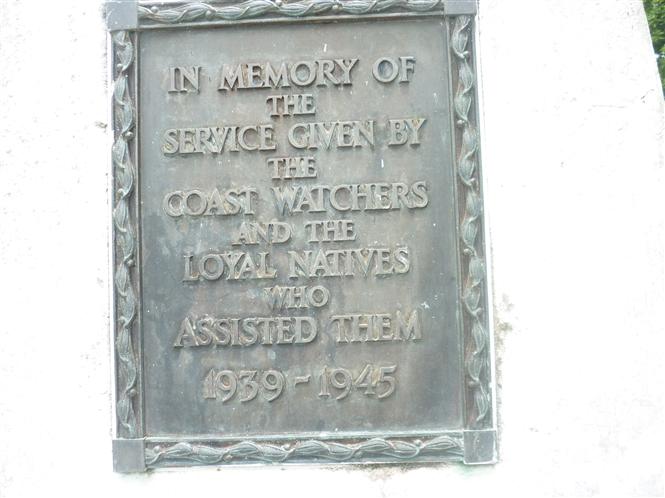 IN MEMORY OF
THE
SERVICE GIVEN BY
THE
COAST WATCHERS
AND THE
LOYAL NATIVES
WHO
ASSISTED THEM
1939-1945